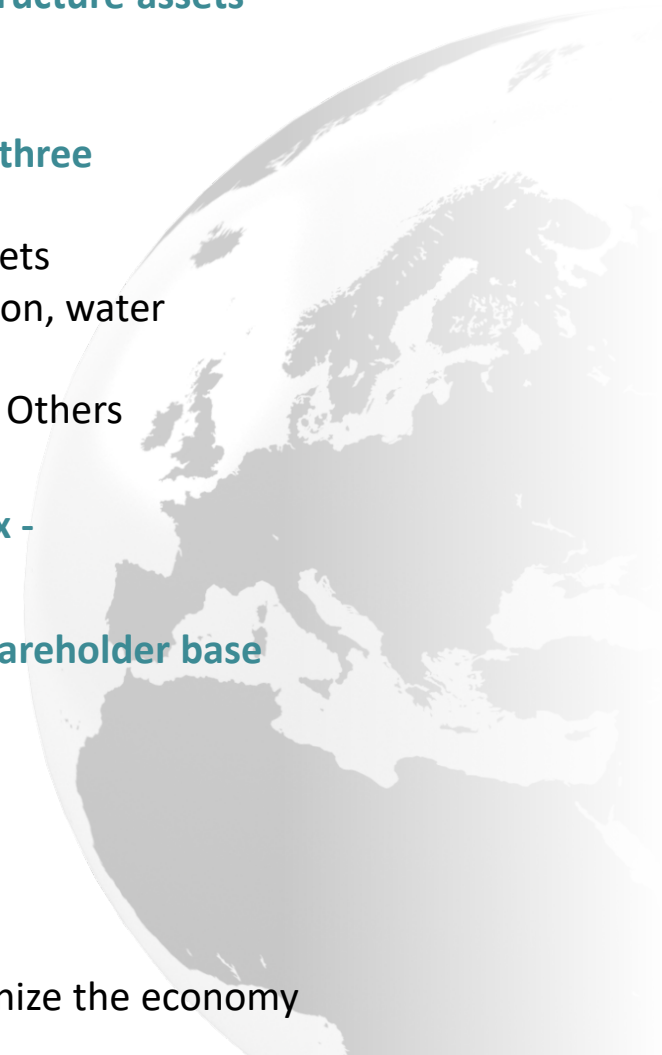 ructure assets
three
ets
on, water
Others
x -
areholder base
nize the economy